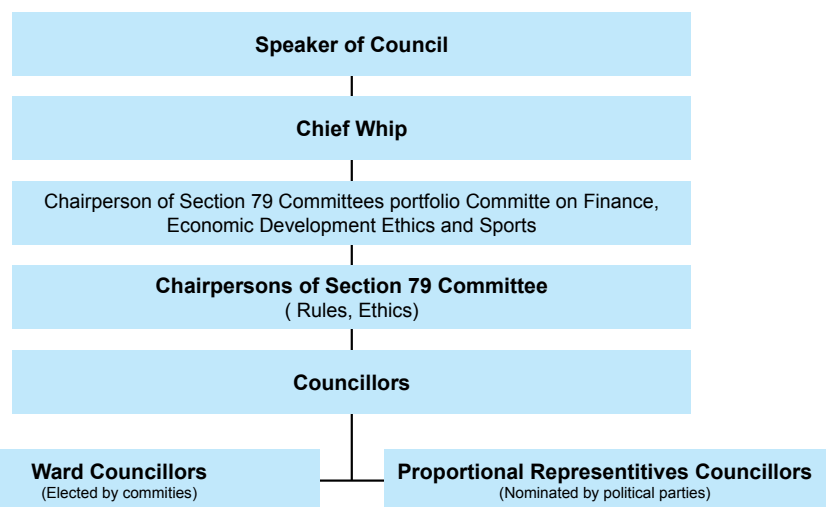 Speaker of Council
Chief Whip
Chairperson of Section 79 Committees portfolio Committe on Finance,
Economic Development Ethics and Sports
Chairpersons of Section 79 Committee
( Rules, Ethics)
Councillors
Ward Councillors
(Elected by commities)
Proportional Representitives Councillors
(Nominated by political parties)